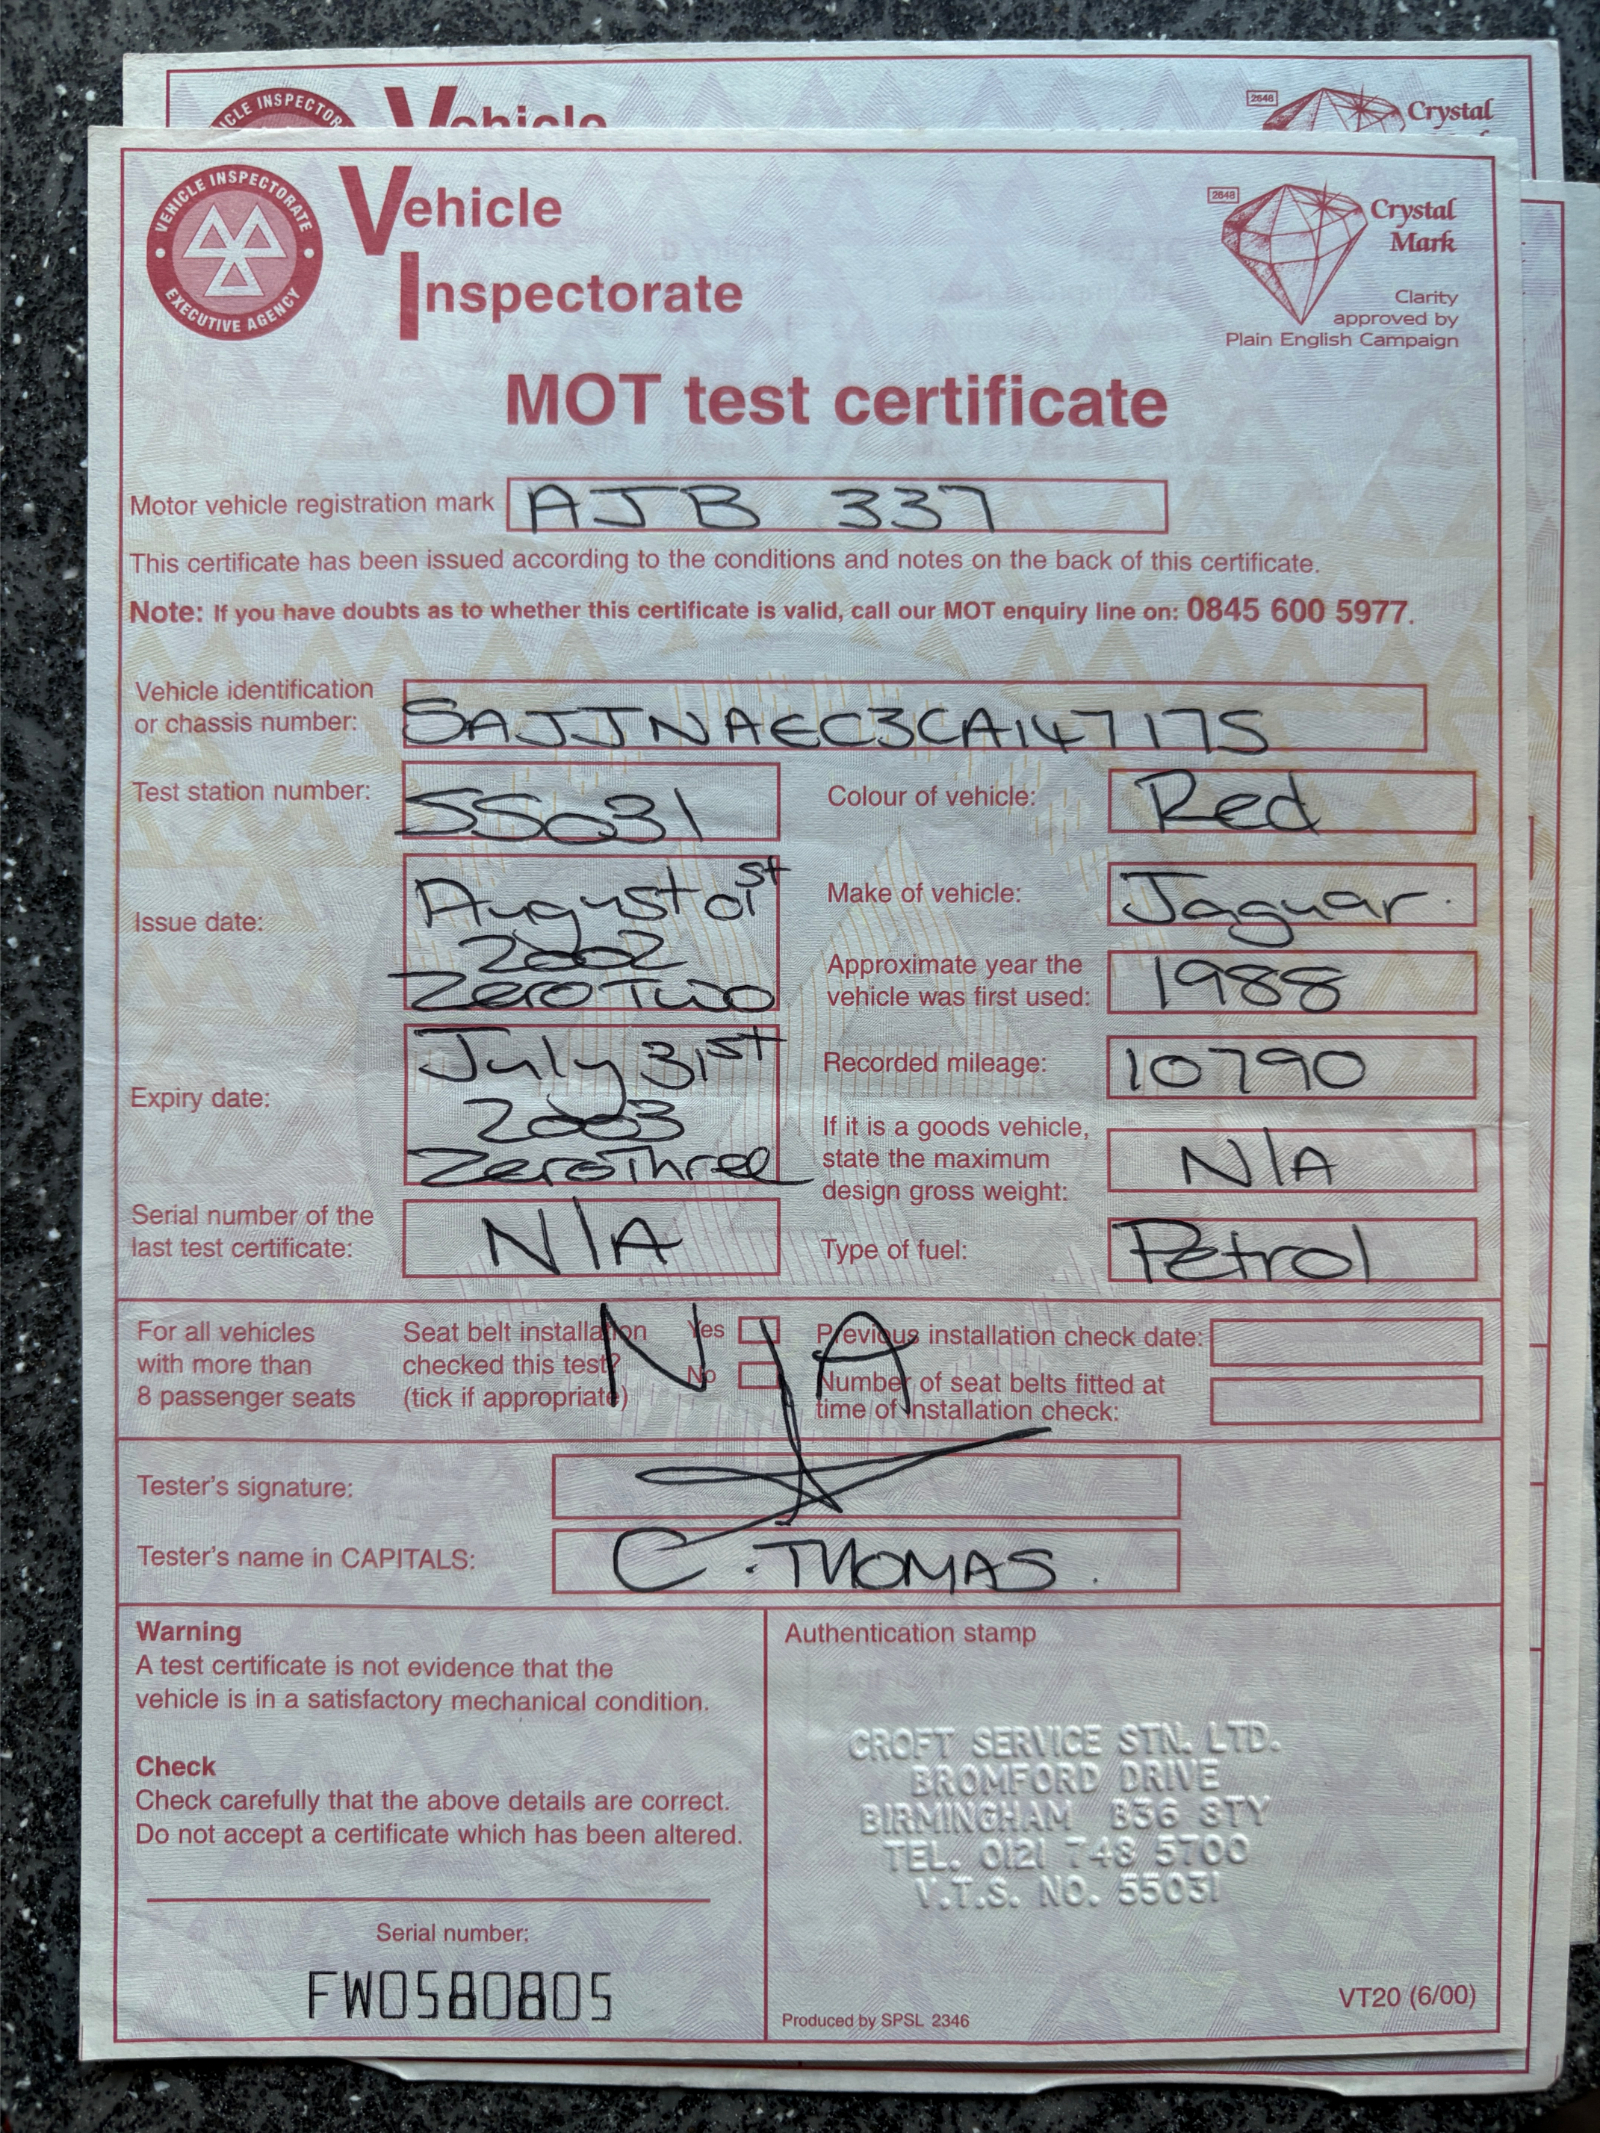 Vehicle
Crystal
VEHICLE INSPECTORATE
EXECUTIVE AGENCY
Vehicle
Inspectorate
2648
Crystal
Mark
Clarity
approved by
Plain English Campaign
MOT test certificate
Motor vehicle registration mark AJB 337
This certificate has been issued according to the conditions and notes on the back of this certificate.
Note: If you have doubts as to whether this certificate is valid, call our MOT enquiry line on: 0845 600 5977.
Vehicle identification
or chassis number: SAJJNAEC3CA147175
Test station number: 55031
Colour of vehicle: Red
Issue date: August 01st
2002
Zero Two
Make of vehicle: Jaguar.
Approximate year the
vehicle was first used: 1988
Expiry date: July 31st
2003
Zero Three
Recorded mileage: 10790
If it is a goods vehicle,
state the maximum
design gross weight: N/A
Serial number of the
last test certificate: N/A
Type of fuel: Petrol
For all vehicles
with more than
8 passenger seats
Seat belt installation
checked this test?
(tick if appropriate)
Yes
No
N/A
Previous installation check date:
Number of seat belts fitted at
time of installation check:
Tester's signature:
Tester's name in CAPITALS: C. THOMAS.
Warning
A test certificate is not evidence that the
vehicle is in a satisfactory mechanical condition.
Check
Check carefully that the above details are correct.
Do not accept a certificate which has been altered.
Serial number:
FW0580805
Authentication stamp
CROFT SERVICE STN. LTD.
BROMFORD DRIVE
BIRMINGHAM B36 8TY
TEL. 0121 748 5700
V.T.S. NO. 55031
Produced by SPSL 2346
VT20 (6/00)